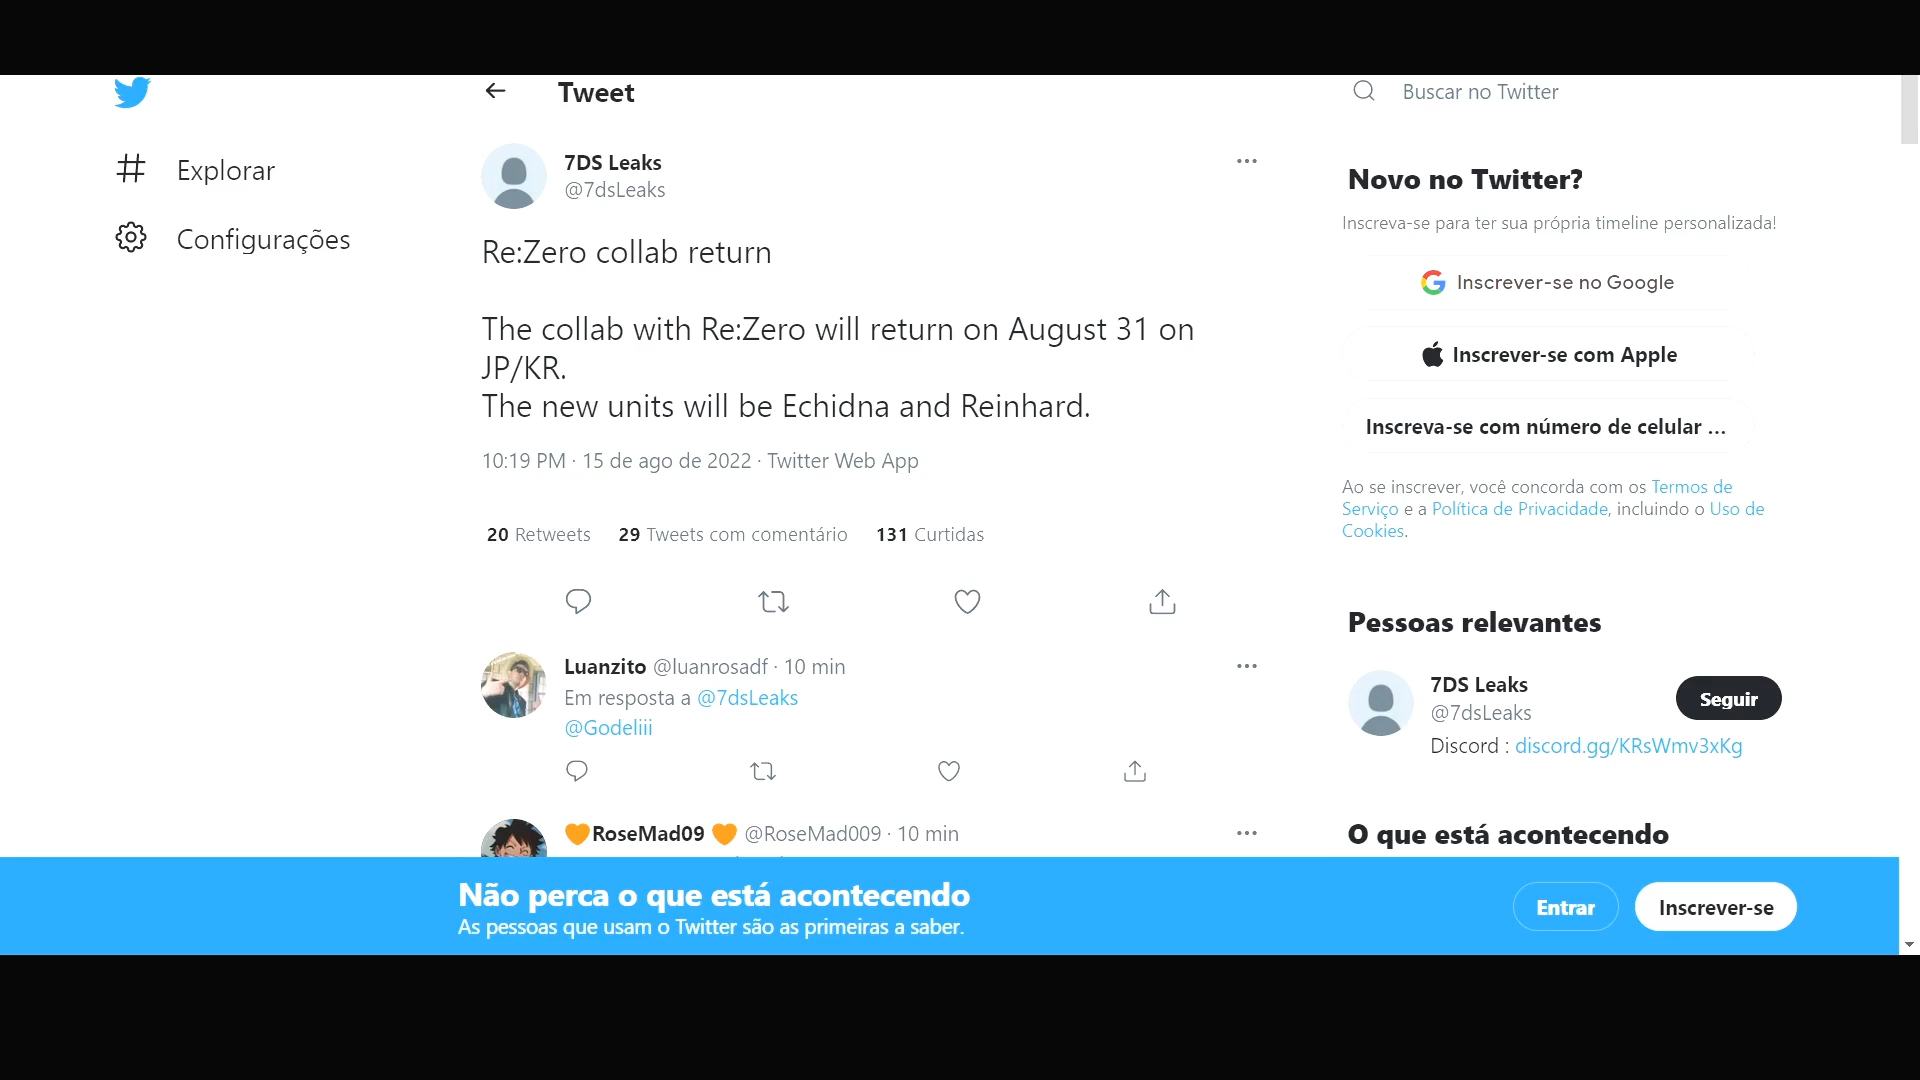 Tweet
Buscar no Twitter
Explorar
Configurações
7DS Leaks
@7dsLeaks
Re:Zero collab return
The collab with Re:Zero will return on August 31 on
JP/KR.
The new units will be Echidna and Reinhard.
10:19 PM · 15 de ago de 2022 · Twitter Web App
20 Retweets 29 Tweets com comentário 131 Curtidas
Luanzito @luanrosadf · 10 min
Em resposta a @7dsLeaks
@Godeliii
RoseMad09 @RoseMad009 · 10 min
Novo no Twitter?
Inscreva-se para ter sua própria timeline personalizada!
Inscrever-se no Google
Inscrever-se com Apple
Inscreva-se com número de celular ...
Ao se inscrever, você concorda com os Termos de
Serviço e a Política de Privacidade, incluindo o Uso de
Cookies.
Pessoas relevantes
7DS Leaks
@7dsLeaks
Seguir
Discord : discord.gg/KRsWmv3xKg
O que está acontecendo
Não perca o que está acontecendo
As pessoas que usam o Twitter são as primeiras a saber.
Entrar
Inscrever-se